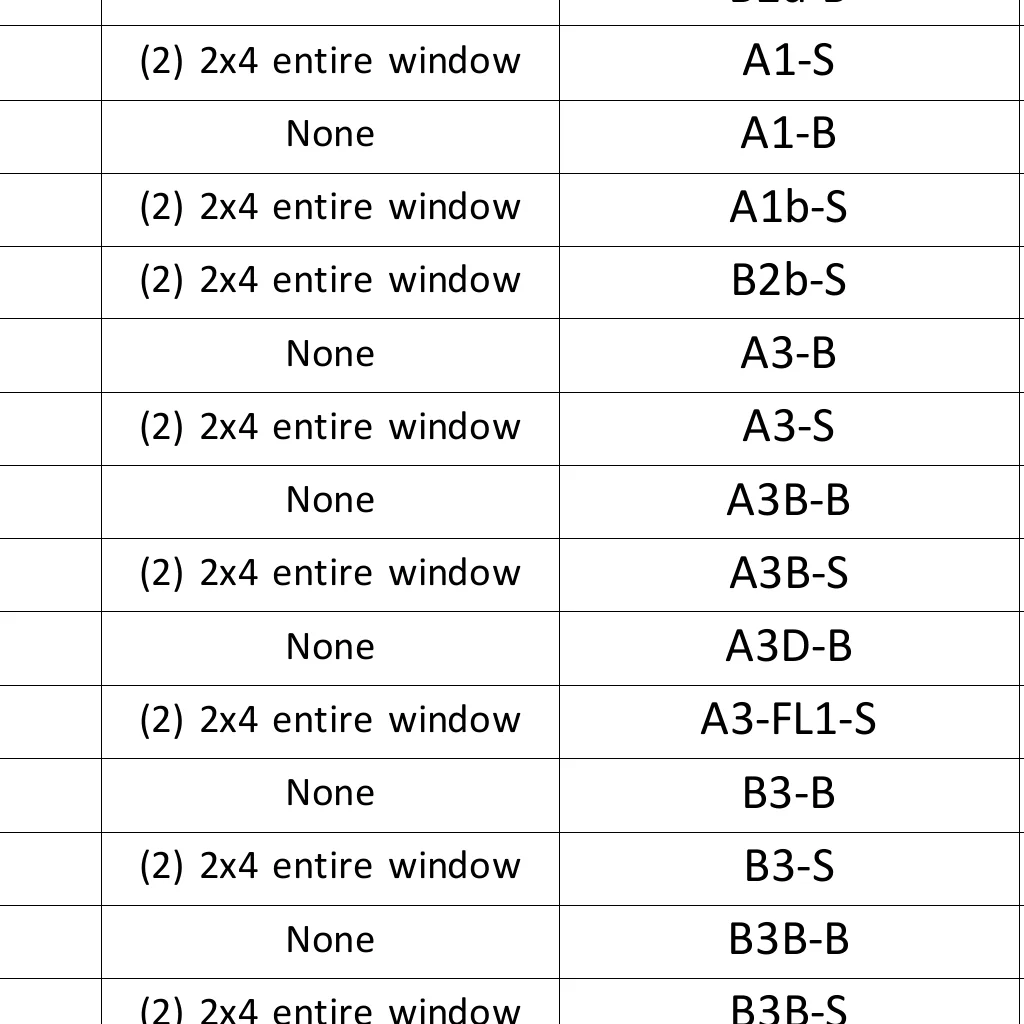 (2) 2x4 entire window A1-S
None A1-B
(2) 2x4 entire window A1b-S
(2) 2x4 entire window B2b-S
None A3-B
(2) 2x4 entire window A3-S
None A3B-B
(2) 2x4 entire window A3B-S
None A3D-B
(2) 2x4 entire window A3-FL1-S
None B3-B
(2) 2x4 entire window B3-S
None B3B-B
(2) 2x4 entire window B3B-S